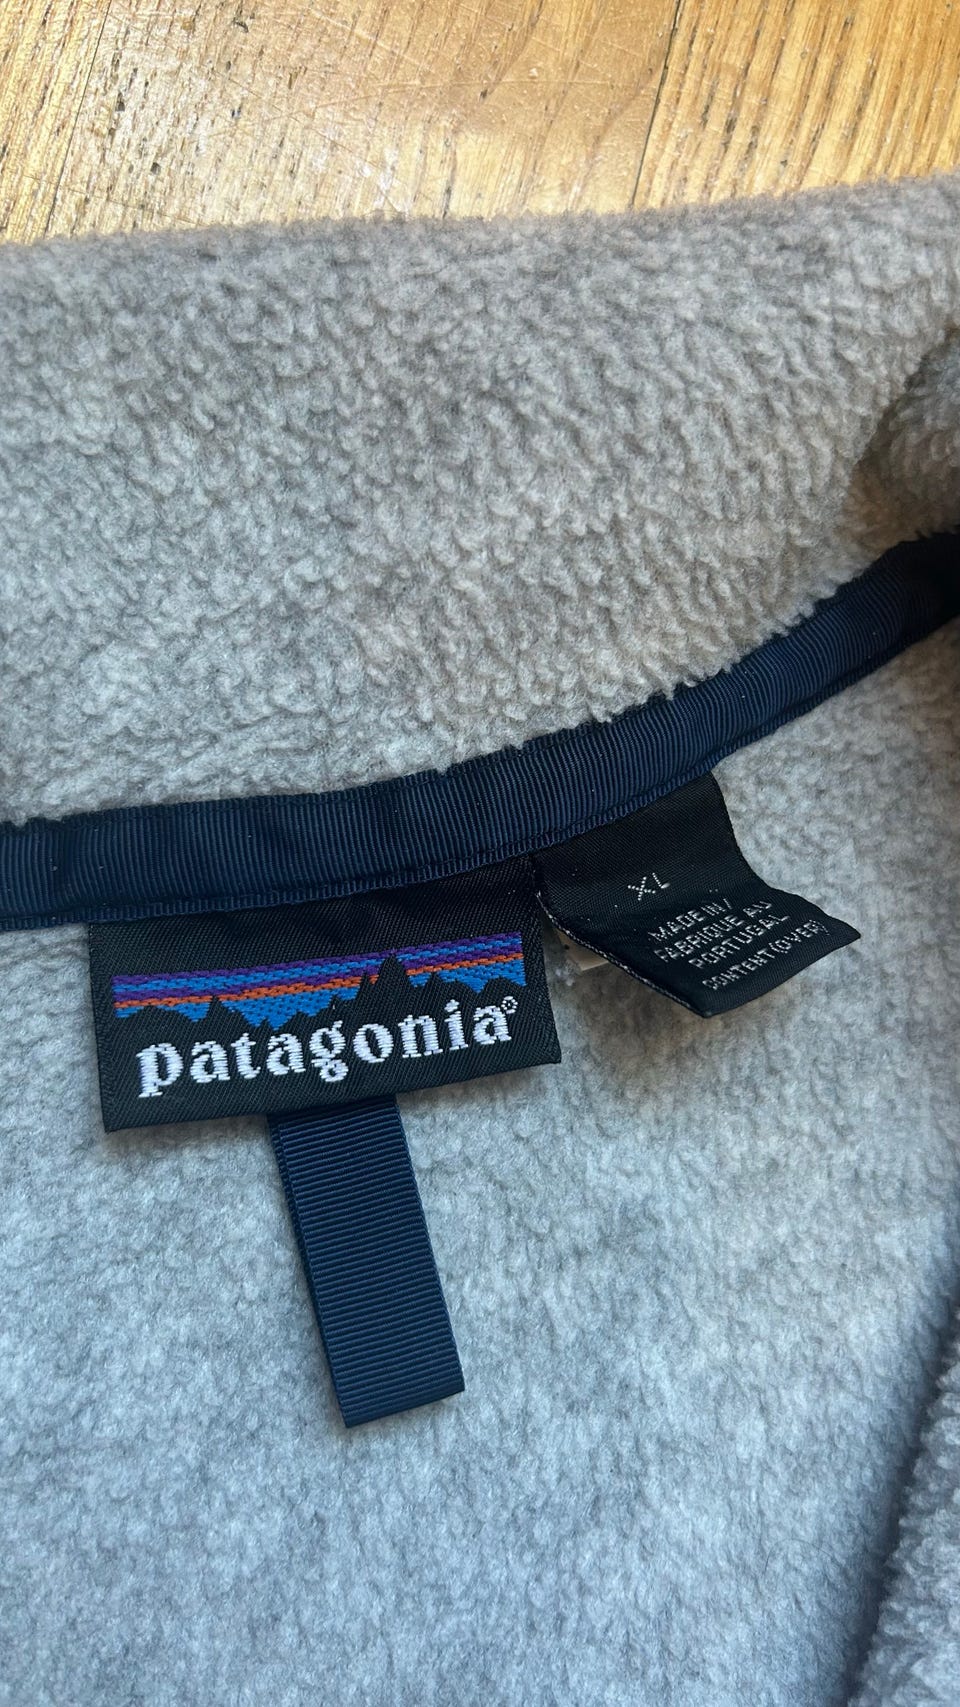 patagonia®
XL
MADE IN/
FABRIQUE AU
PORTUGAL
CONTENT (OVER)